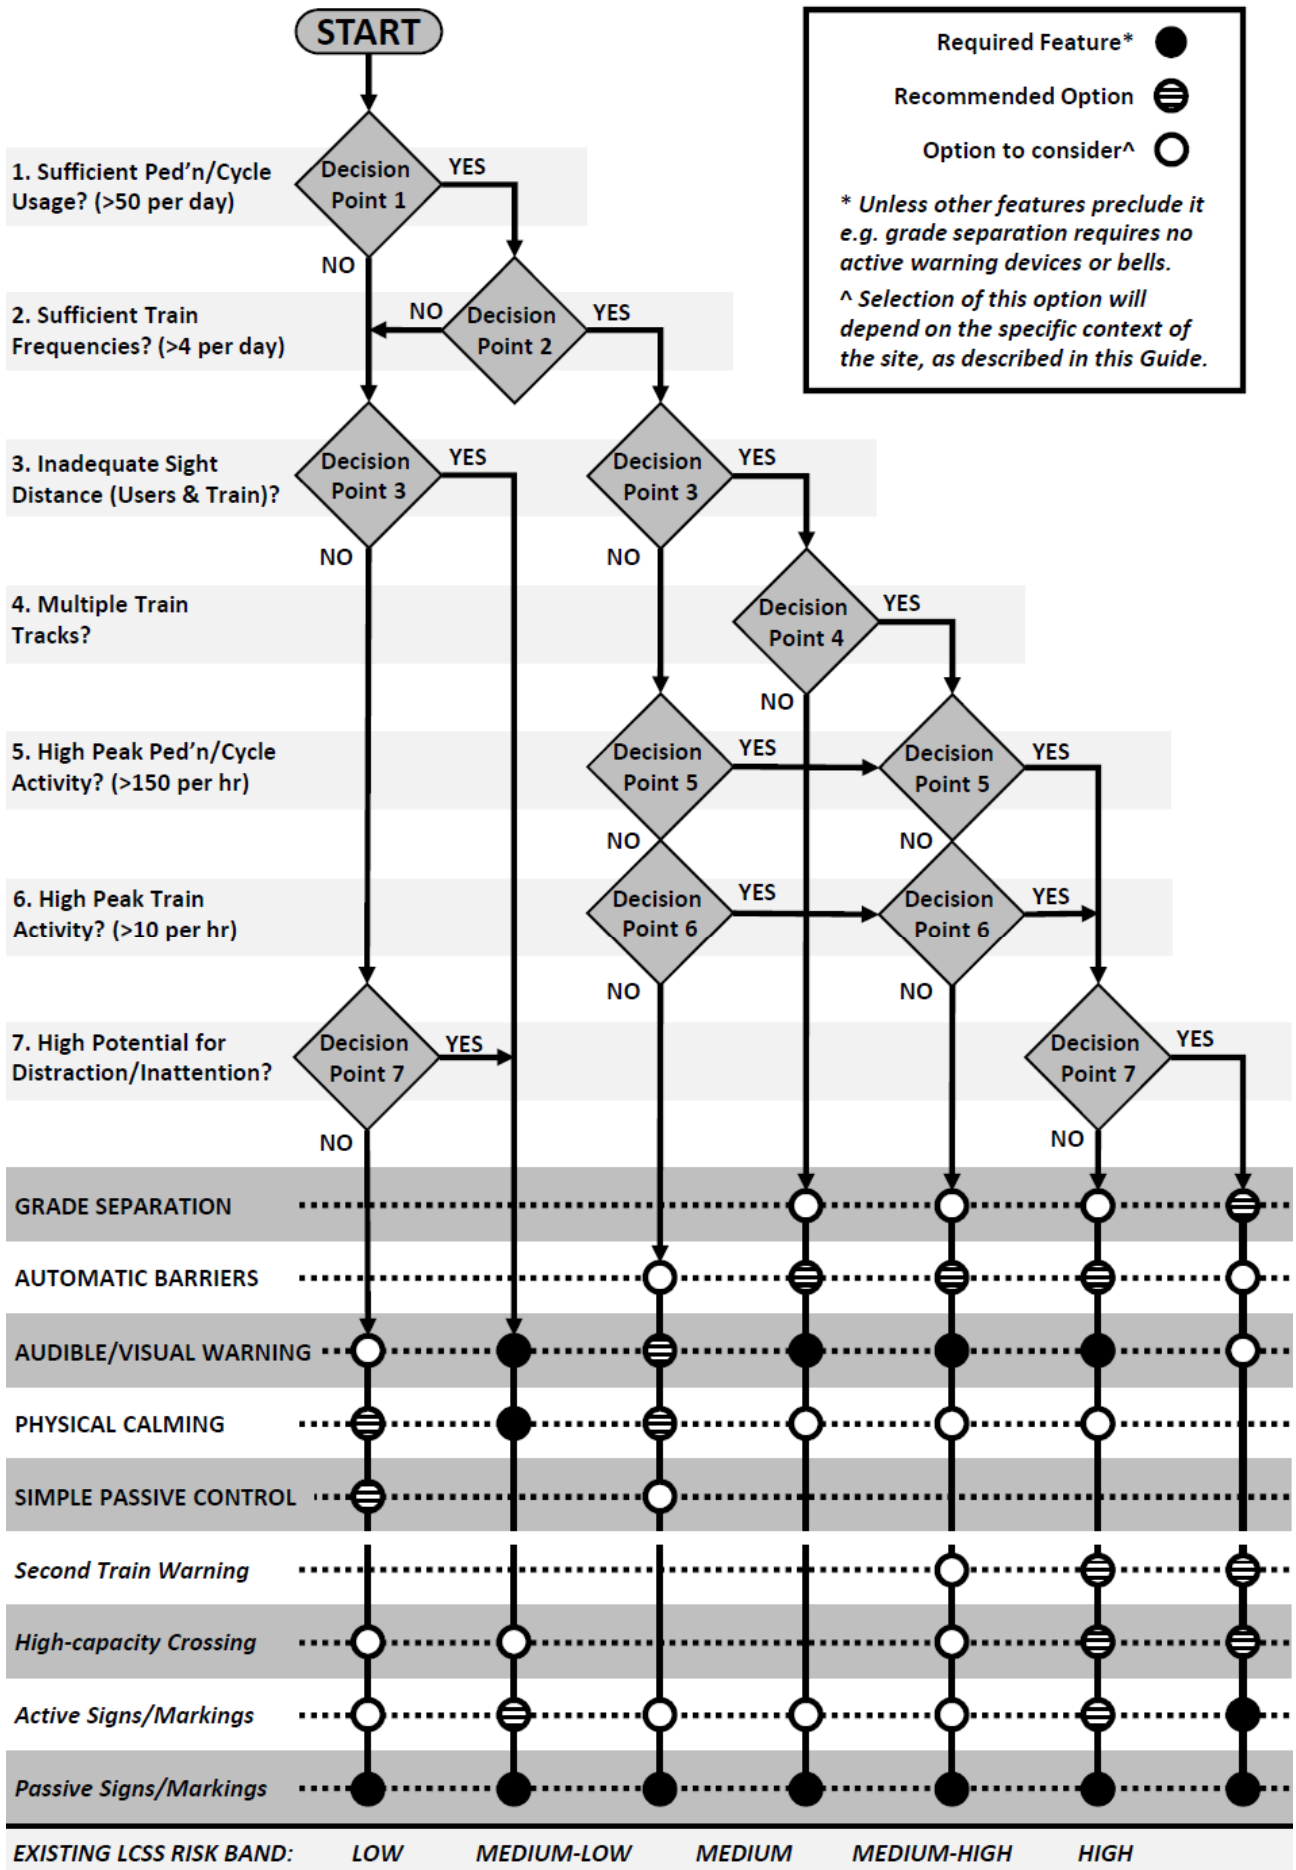 START
Required Feature*
Recommended Option
Option to consider^
* Unless other features preclude it
e.g. grade separation requires no
active warning devices or bells.
^ Selection of this option will
depend on the specific context of
the site, as described in this Guide.
1. Sufficient Ped'n/Cycle
Usage? (>50 per day)
Decision
Point 1
YES
NO
2. Sufficient Train
Frequencies? (>4 per day)
NO
Decision
Point 2
YES
3. Inadequate Sight
Distance (Users & Train)?
Decision
Point 3
YES
NO
Decision
Point 3
YES
NO
4. Multiple Train
Tracks?
Decision
Point 4
YES
NO
5. High Peak Ped'n/Cycle
Activity? (>150 per hr)
Decision
Point 5
YES
NO
Decision
Point 5
YES
NO
6. High Peak Train
Activity? (>10 per hr)
Decision
Point 6
YES
NO
Decision
Point 6
YES
NO
7. High Potential for
Distraction/Inattention?
Decision
Point 7
YES
NO
Decision
Point 7
YES
NO
GRADE SEPARATION
AUTOMATIC BARRIERS
AUDIBLE/VISUAL WARNING
PHYSICAL CALMING
SIMPLE PASSIVE CONTROL
Second Train Warning
High-capacity Crossing
Active Signs/Markings
Passive Signs/Markings
EXISTING LCSS RISK BAND: LOW MEDIUM-LOW MEDIUM MEDIUM-HIGH HIGH